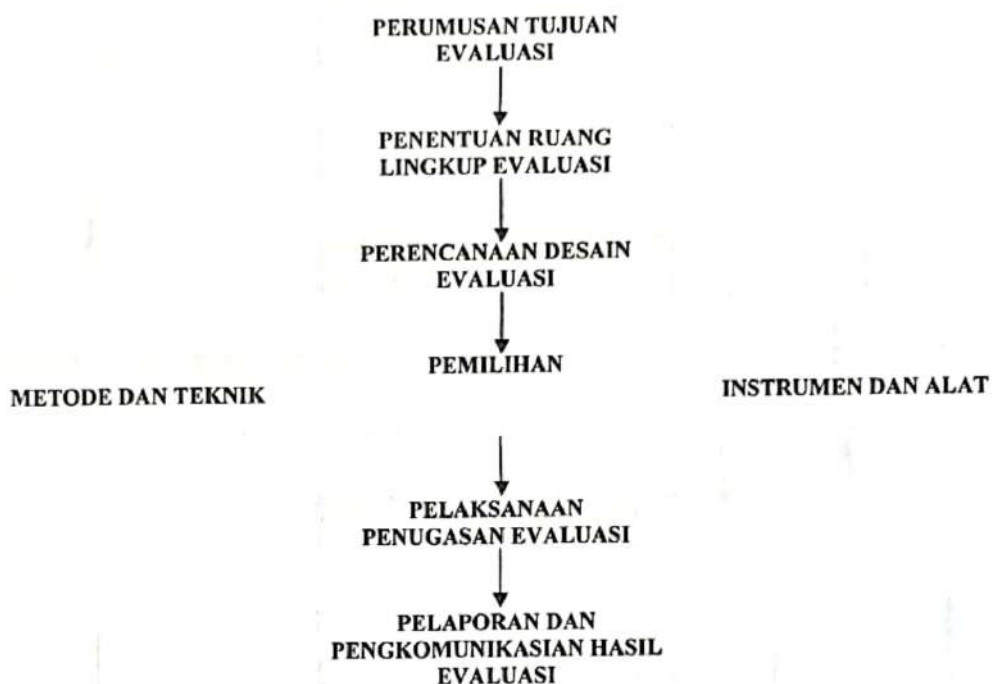 PERUMUSAN TUJUAN
EVALUASI
PENENTUAN RUANG
LINGKUP EVALUASI
PERENCANAAN DESAIN
EVALUASI
PEMILIHAN
METODE DAN TEKNIK
INSTRUMEN DAN ALAT
PELAKSANAAN
PENUGASAN EVALUASI
PELAPORAN DAN
PENGKOMUNIKASIAN HASIL
EVALUASI